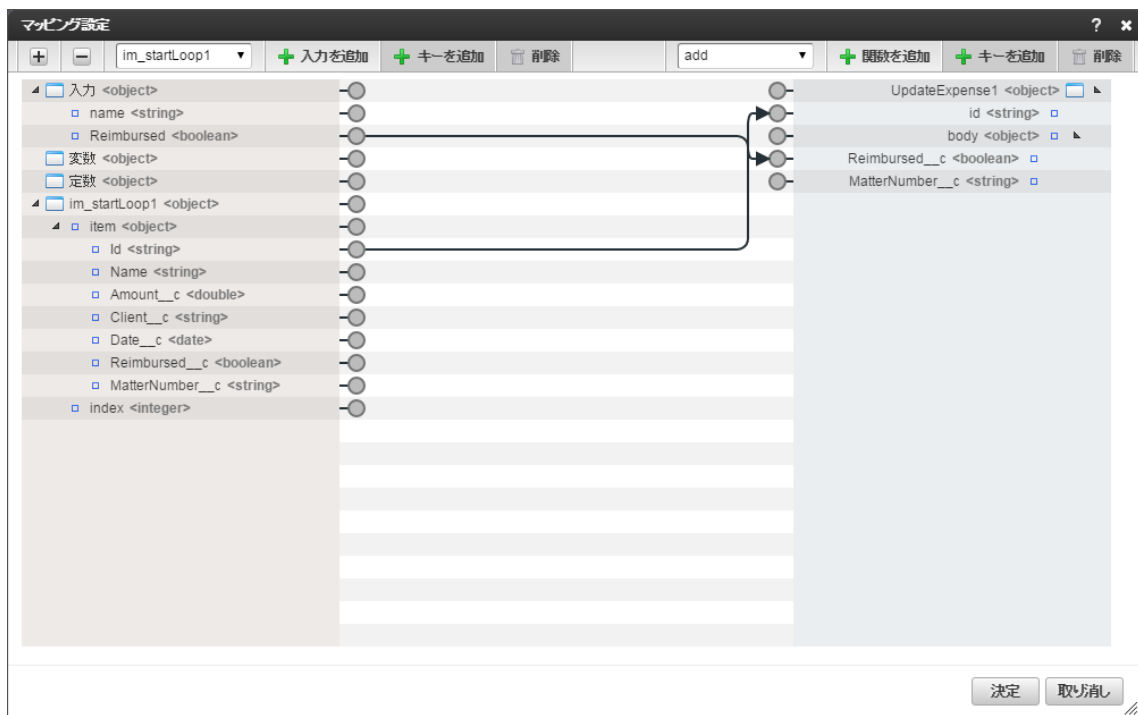 マッピング設定 ?
im_startLoop1 入力を追加 キーを追加 削除 add 関数を追加 キーを追加 削除
入力 <object> UpdateExpense1 <object>
name <string> id <string>
Reimbursed <boolean> body <object>
変数 <object> Reimbursed__c <boolean>
定数 <object> MatterNumber__c <string>
im_startLoop1 <object>
item <object>
Id <string>
Name <string>
Amount__c <double>
Client__c <string>
Date__c <date>
Reimbursed__c <boolean>
MatterNumber__c <string>
index <integer>
決定 取り消し